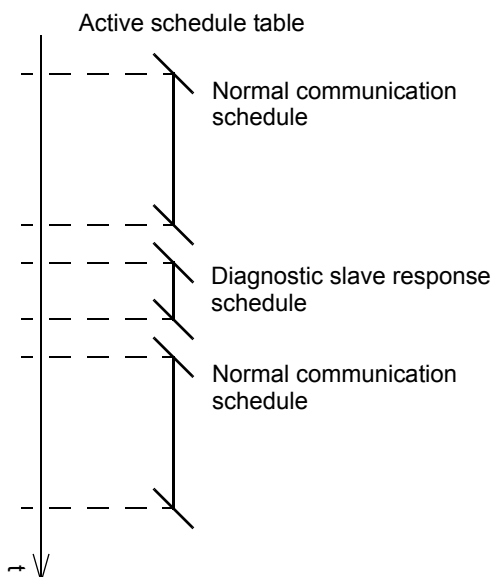 Active schedule table
Normal communication
schedule
Diagnostic slave response
schedule
Normal communication
schedule
t